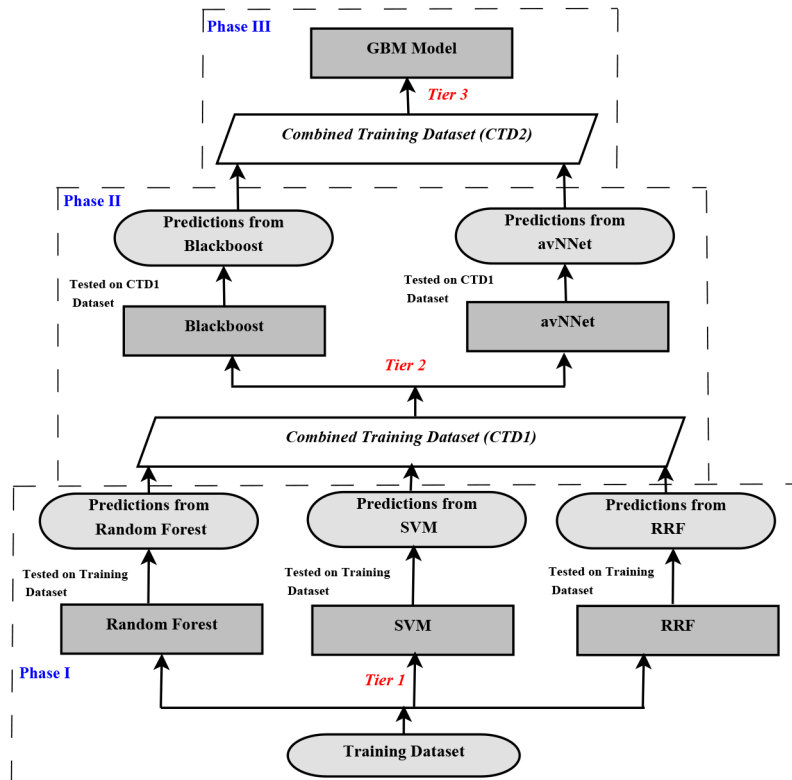 Phase III
GBM Model
Tier 3
Combined Training Dataset (CTD2)
Phase II
Predictions from
Blackboost
Predictions from
avNNet
Tested on CTD1
Dataset
Tested on CTD1
Dataset
Blackboost
avNNet
Tier 2
Combined Training Dataset (CTD1)
Predictions from
Random Forest
Predictions from
SVM
Predictions from
RRF
Tested on Training
Dataset
Tested on Training
Dataset
Tested on Training
Dataset
Random Forest
SVM
RRF
Phase I
Tier 1
Training Dataset